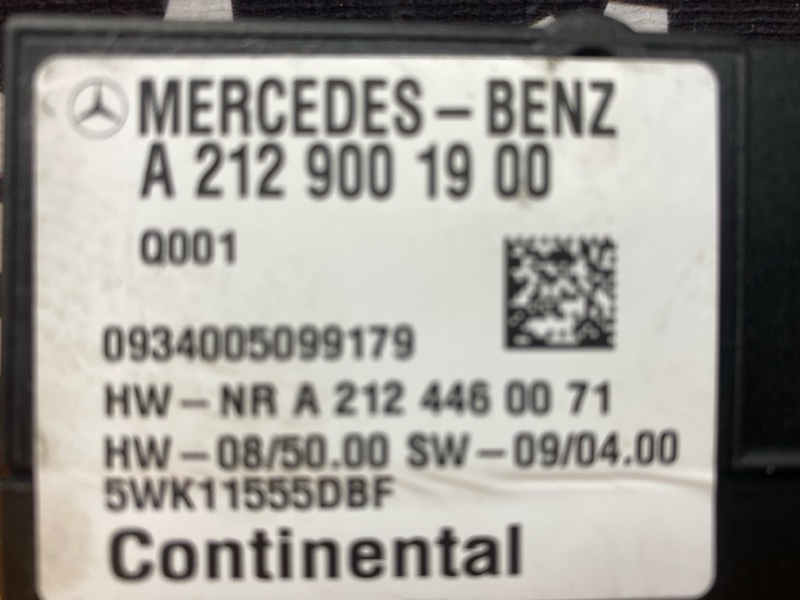 MERCEDES-BENZ
A 212 900 19 00
Q001
0934005099179
HW-NR A 212 446 00 71
HW-08/50.00 SW-09/04.00
5WK11555DBF
Continental